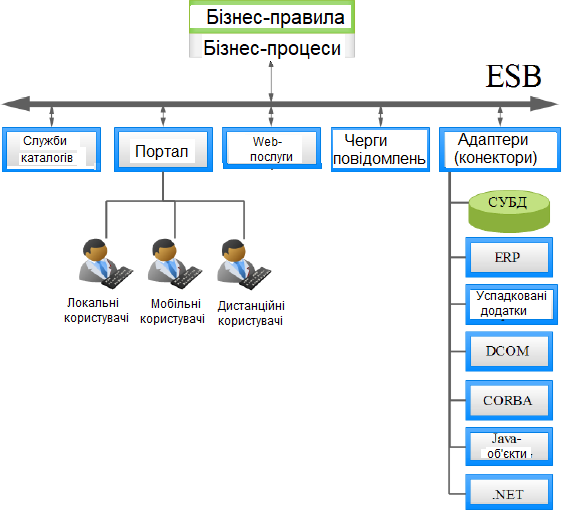 Бізнес-правила
Бізнес-процеси
ESB
Служби
каталогів
Портал
Web-
послуги
Черги
повідомлень
Адаптери
(конектори)
СУБД
ERP
Успадковані
додатки
DCOM
CORBA
Java-
об'єкти
.NET
Локальні
користувачі
Мобільні
користувачі
Дистанційні
користувачі